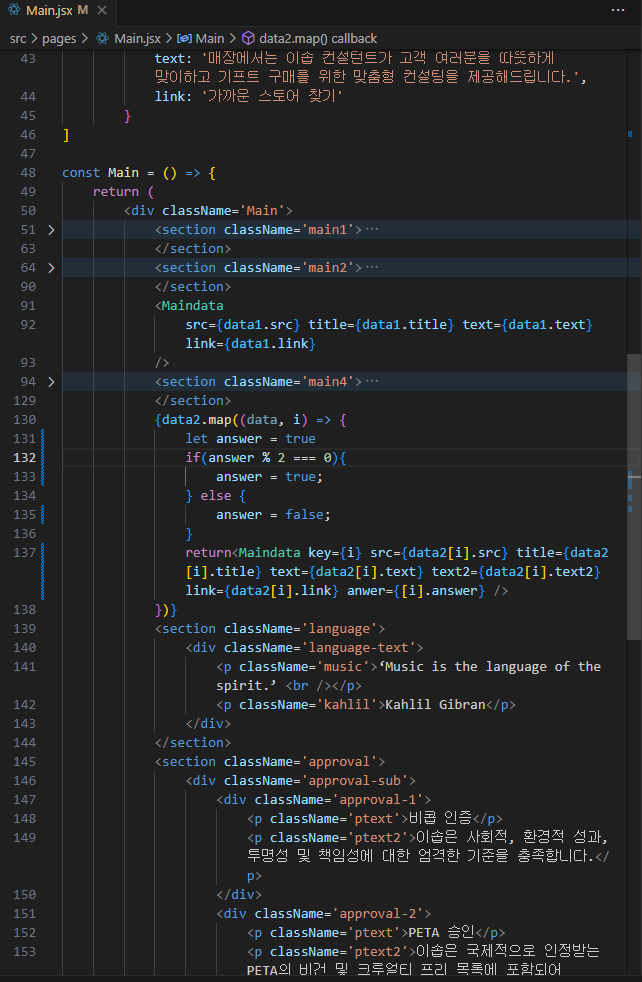 Main.jsx M ×
···
src > pages > Main.jsx > Main > data2.map() callback
43 text: '매장에서는 이솝 컨설턴트가 고객 여러분을 따뜻하게
맞이하고 기프트 구매를 위한 맞춤형 컨설팅을 제공해드립니다.',
44 link: '가까운 스토어 찾기'
45 }
46 ]
47
48 const Main = () => {
49 return (
50 <div className='Main'>
51 <section className='main1'>···
63 </section>
64 <section className='main2'>···
90 </section>
91 <Maindata
92 src={data1.src} title={data1.title} text={data1.text}
link={data1.link}
93 />
94 <section className='main4'>···
129 </section>
130 {data2.map((data, i) => {
131 let answer = true
132 if(answer % 2 === 0){
133 answer = true;
134 } else {
135 answer = false;
136 }
137 return<Maindata key={i} src={data2[i].src} title={data2
[i].title} text={data2[i].text} text2={data2[i].text2}
link={data2[i].link} anwer={[i].answer} />
138 })}
139 <section className='language'>
140 <div className='language-text'>
141 <p className='music'>‘Music is the language of the
spirit.’ <br /></p>
142 <p className='kahlil'>Kahlil Gibran</p>
143 </div>
144 </section>
145 <section className='approval'>
146 <div className='approval-sub'>
147 <div className='approval-1'>
148 <p className='ptext'>비콥 인증</p>
149 <p className='ptext2'>이솝은 사회적, 환경적 성과,
투명성 및 책임성에 대한 엄격한 기준을 충족합니다.</
p>
150 </div>
151 <div className='approval-2'>
152 <p className='ptext'>PETA 승인</p>
153 <p className='ptext2'>이솝은 국제적으로 인정받는
PETA의 비건 및 크루얼티 프리 목록에 포함되어